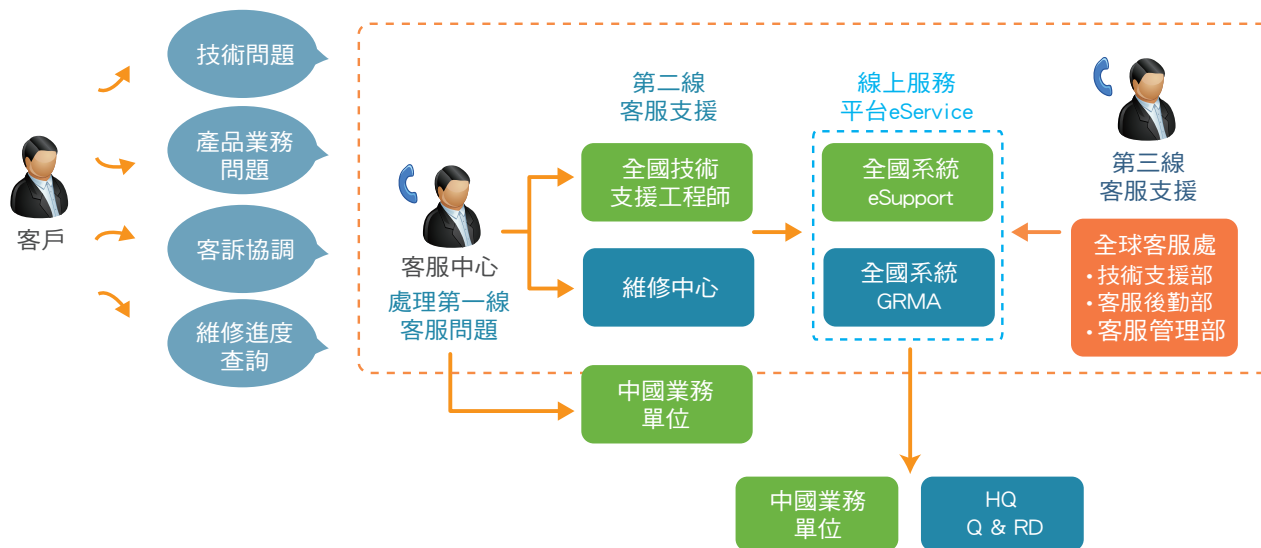 客戶
技術問題
產品業務
問題
客訴協調
維修進度
查詢
客服中心
處理第一線
客服問題
第二線
客服支援
全國技術
支援工程師
維修中心
中國業務
單位
線上服務
平台eService
全國系統
eSupport
全國系統
GRMA
第三線
客服支援
全球客服處
•技術支援部
•客服後勤部
•客服管理部
中國業務
單位
HQ
Q & RD